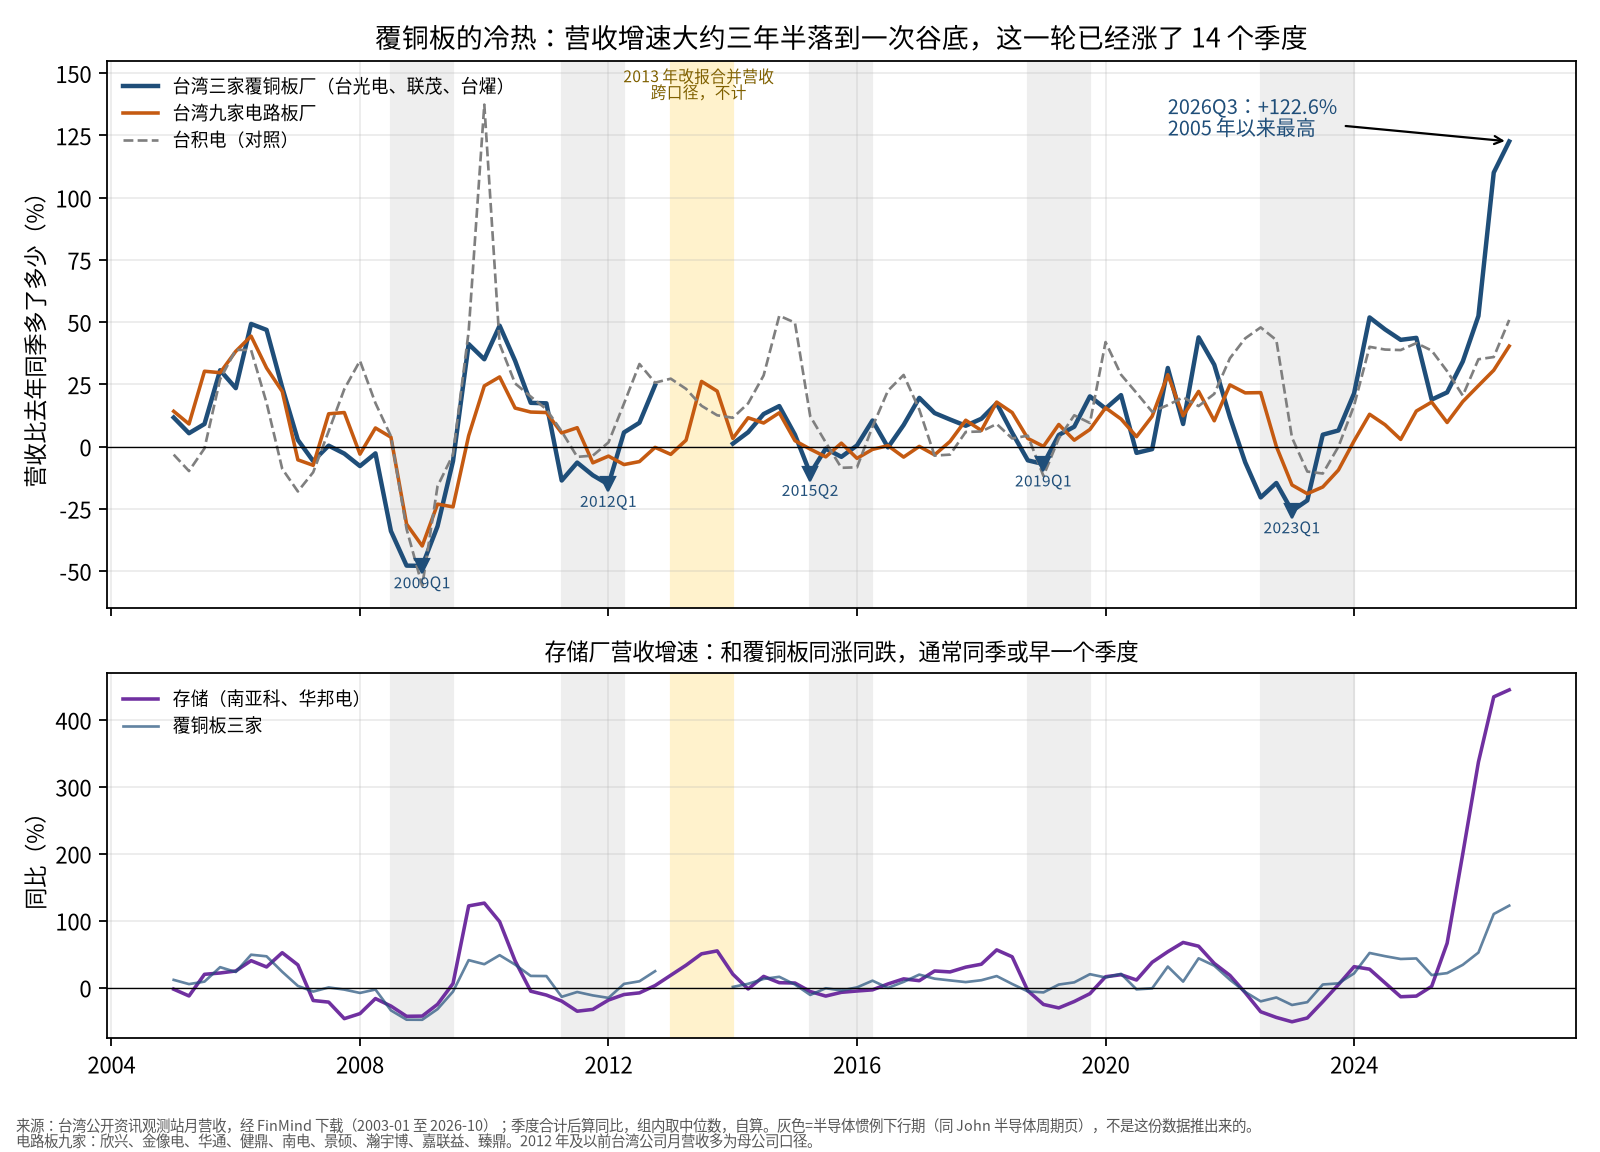 覆铜板的冷热：营收增速大约三年半落到一次谷底，这一轮已经涨了 14 个季度
营收比去年同季多了多少（%）
150
125
100
75
50
25
0
-25
-50
台湾三家覆铜板厂（台光电、联茂、台燿）
台湾九家电路板厂
台积电（对照）
2013 年改报合并营收
跨口径，不计
2026Q3：+122.6%
2005 年以来最高
2009Q1
2012Q1
2015Q2
2019Q1
2023Q1
存储厂营收增速：和覆铜板同涨同跌，通常同季或早一个季度
同比（%）
400
300
200
100
0
存储（南亚科、华邦电）
覆铜板三家
2004
2008
2012
2016
2020
2024
来源：台湾公开资讯观测站月营收，经 FinMind 下载（2003-01 至 2026-10）；季度合计后算同比，组内取中位数，自算。灰色=半导体惯例下行期（同 John 半导体周期页），不是这份数据推出来的。
电路板九家：欣兴、金像电、华通、健鼎、南电、景硕、瀚宇博、嘉联益、臻鼎。2012 年及以前台湾公司月营收多为母公司口径。